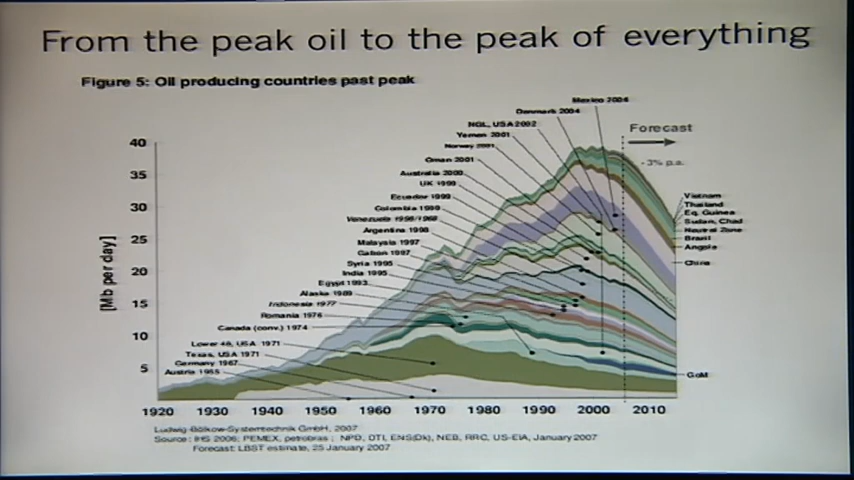 From the peak oil to the peak of everything
Figure 5: Oil producing countries past peak
Mexico 2004
Denmark 2004
NGL, USA 2002
Yemen 2001
Norway 2001
Oman 2001
Australia 2000
UK 1999
Ecuador 1999
Colombia 1999
Venezuela 1998/1968
Argentina 1998
Malaysia 1997
Gabon 1997
Syria 1995
India 1995
Egypt 1993
Alaska 1989
Indonesia 1977
Romania 1976
Canada (conv.) 1974
Lower 48, USA 1971
Texas, USA 1971
Germany 1967
Austria 1955
Forecast
- 3% p.a.
Vietnam
Thailand
Eq. Guinea
Sudan, Chad
Neutral Zone
Brazil
Angola
China
GoM
[Mb per day]
40
35
30
25
20
15
10
5
1920 1930 1940 1950 1960 1970 1980 1990 2000 2010
Ludwig-Bölkow-Systemtechnik GmbH, 2007
Source: IHS 2006; PEMEX, petrobras ; NPD, DTI, ENS(Dk), NEB, RRC, US-EIA, January 2007
Forecast: LBST estimate, 25 January 2007